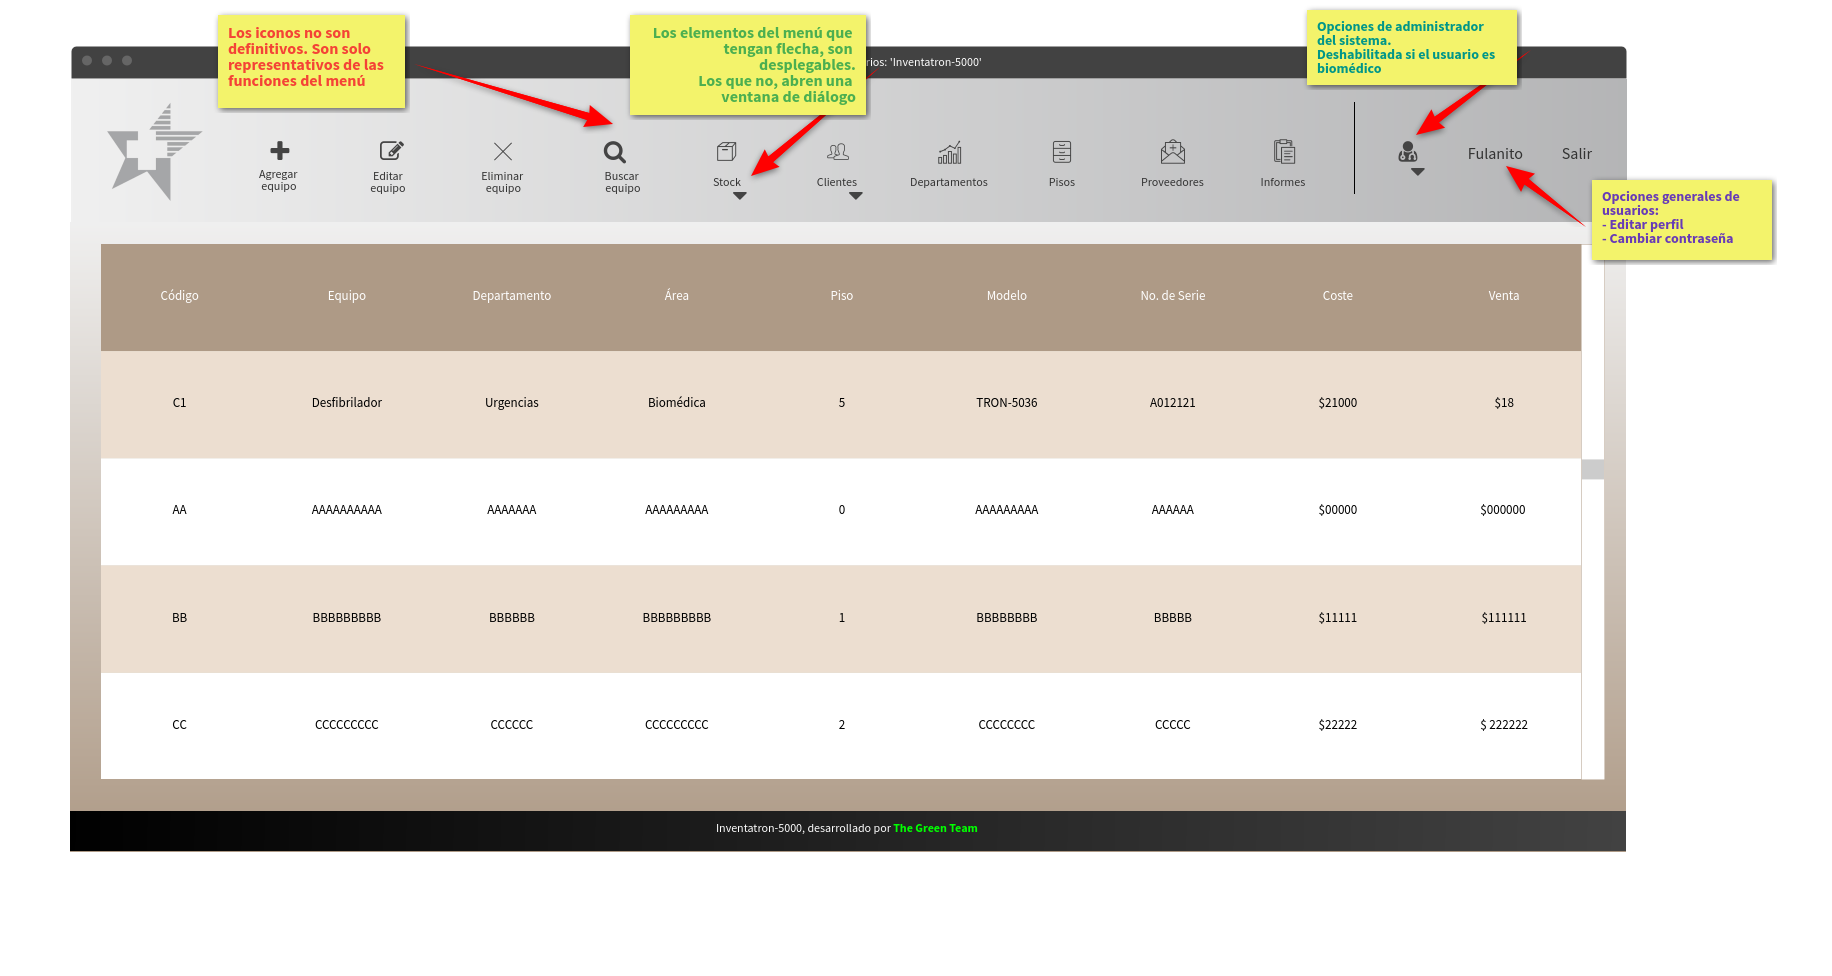 Los iconos no son
definitivos. Son solo
representativos de las
funciones del menú
Los elementos del menú que
tengan flecha, son
desplegables.
Los que no, abren una
ventana de diálogo
Opciones de administrador
del sistema.
Deshabilitada si el usuario es
biomédico
'Inventatron-5000'
Agregar
equipo
Editar
equipo
Eliminar
equipo
Buscar
equipo
Stock
Clientes
Departamentos
Pisos
Proveedores
Informes
Fulanito
Salir
Opciones generales de
usuarios:
- Editar perfil
- Cambiar contraseña
Código Equipo Departamento Área Piso Modelo No. de Serie Coste Venta
C1 Desfibrilador Urgencias Biomédica 5 TRON-5036 A012121 $21000 $18
AA AAAAAAAAAA AAAAAAA AAAAAAAAA 0 AAAAAAAAA AAAAAA $00000 $000000
BB BBBBBBBBB BBBBBB BBBBBBBBB 1 BBBBBBBB BBBBB $11111 $111111
CC CCCCCCCCC CCCCCC CCCCCCCCC 2 CCCCCCCC CCCCC $22222 $ 222222
Inventatron-5000, desarrollado por The Green Team